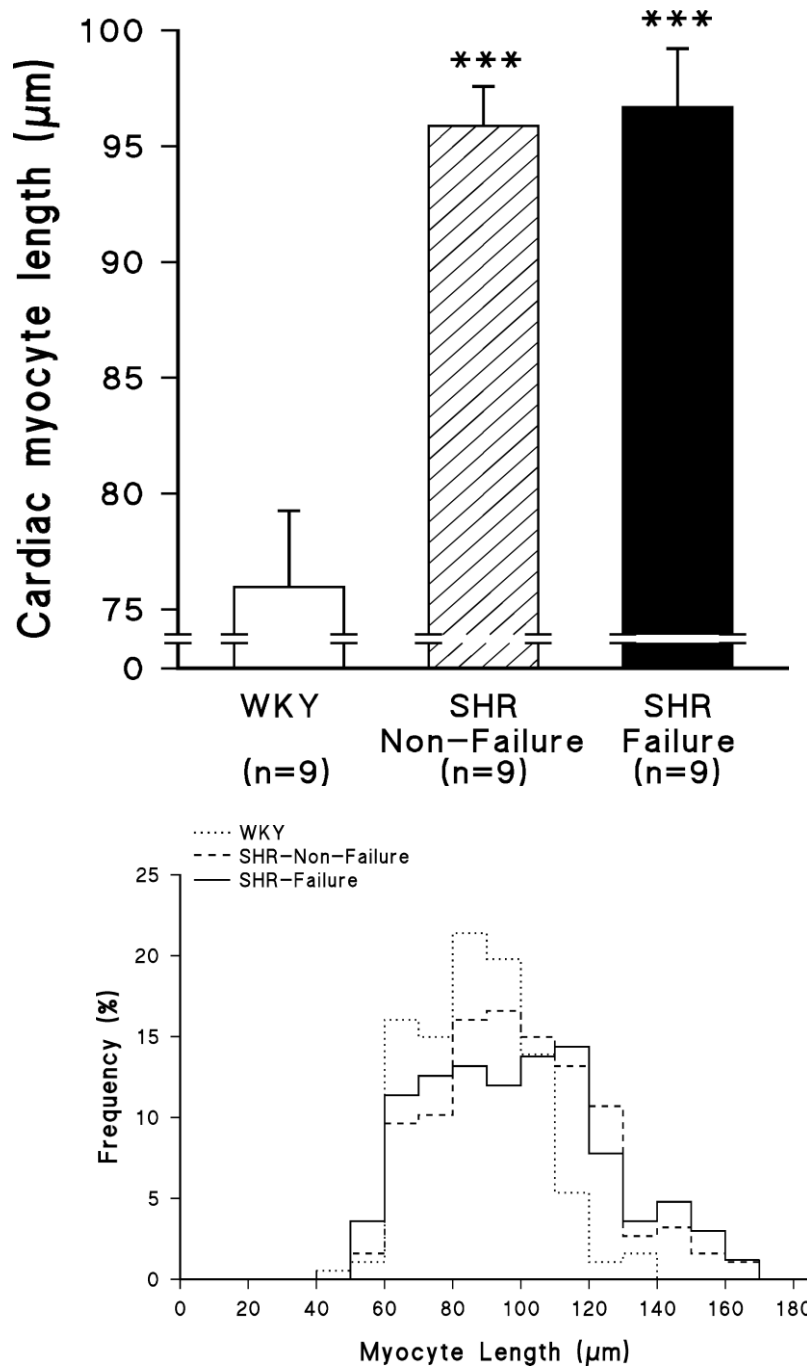 Cardiac myocyte length (μm)
100
95
90
85
80
75
0
***
***
WKY
(n=9)
SHR
Non-Failure
(n=9)
SHR
Failure
(n=9)
WKY
SHR-Non-Failure
SHR-Failure
Frequency (%)
25
20
15
10
5
0
0 20 40 60 80 100 120 140 160 18
Myocyte Length (μm)